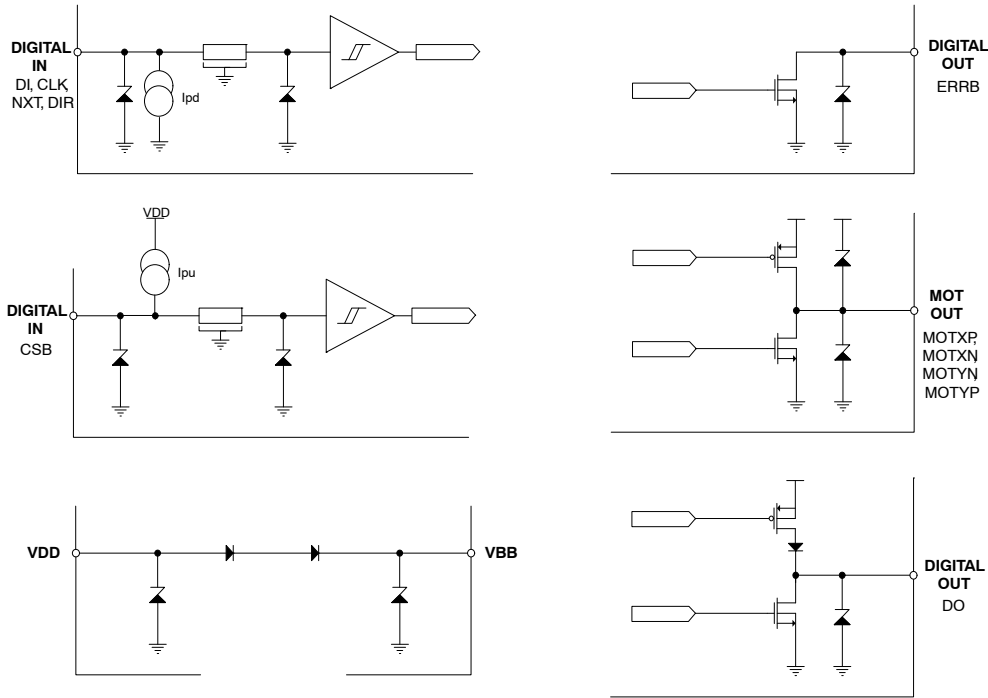 DIGITAL
IN
DI, CLK,
NXT, DIR
Ipd
DIGITAL
OUT
ERRB
VDD
Ipu
DIGITAL
IN
CSB
MOT
OUT
MOTXP,
MOTXN,
MOTYN,
MOTYP
VDD
VBB
DIGITAL
OUT
DO